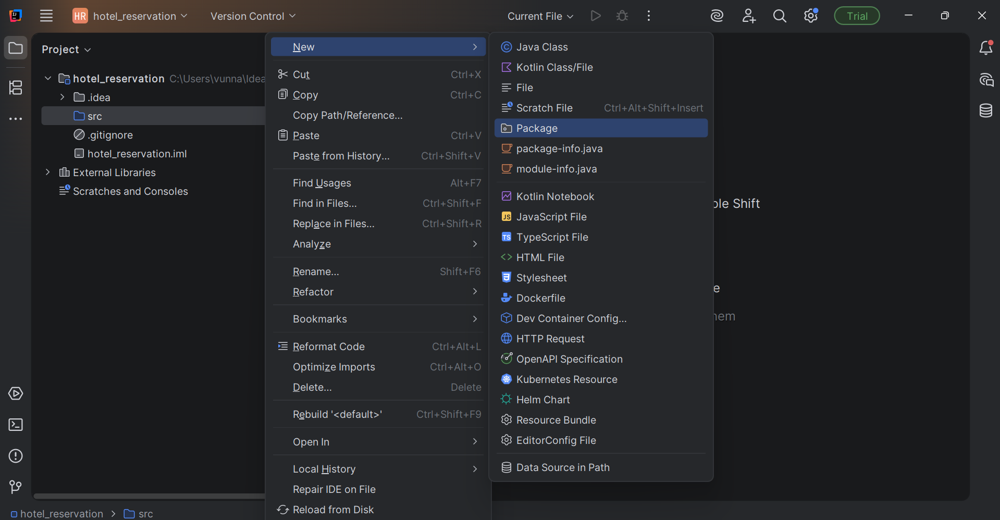 HR hotel_reservation
Version Control
Current File
Trial
Project
hotel_reservation C:\Users\vunna\Idea
.idea
src
.gitignore
hotel_reservation.iml
External Libraries
Scratches and Consoles
New
Cut Ctrl+X
Copy Ctrl+C
Copy Path/Reference...
Paste Ctrl+V
Paste from History... Ctrl+Shift+V
Find Usages Alt+F7
Find in Files... Ctrl+Shift+F
Replace in Files... Ctrl+Shift+R
Analyze
Rename... Shift+F6
Refactor
Bookmarks
Reformat Code Ctrl+Alt+L
Optimize Imports Ctrl+Alt+O
Delete... Delete
Rebuild '<default>' Ctrl+Shift+F9
Open In
Local History
Repair IDE on File
Reload from Disk
Java Class
Kotlin Class/File
File
Scratch File Ctrl+Alt+Shift+Insert
Package
package-info.java
module-info.java
Kotlin Notebook
JS JavaScript File
TS TypeScript File
HTML File
Stylesheet
Dockerfile
Dev Container Config...
HTTP Request
OpenAPI Specification
Kubernetes Resource
Helm Chart
Resource Bundle
EditorConfig File
Data Source in Path
Shift
hotel_reservation > src